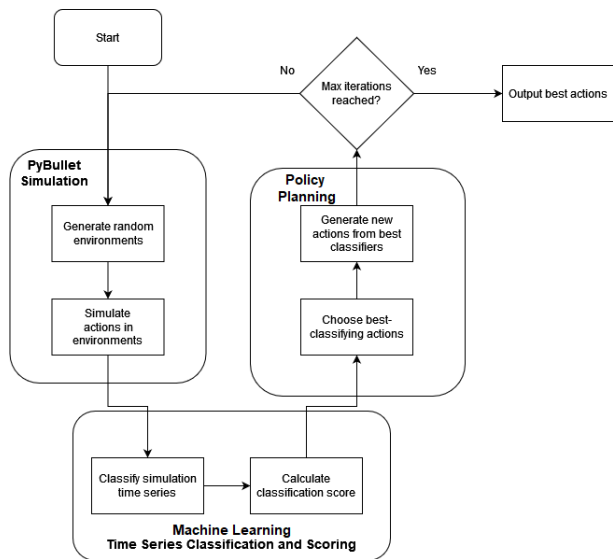 Start
No
Max iterations
reached?
Yes
Output best actions
PyBullet
Simulation
Generate random
environments
Simulate
actions in
environments
Policy
Planning
Generate new
actions from best
classifiers
Choose best-
classifying actions
Classify simulation
time series
Calculate
classification score
Machine Learning
Time Series Classification and Scoring